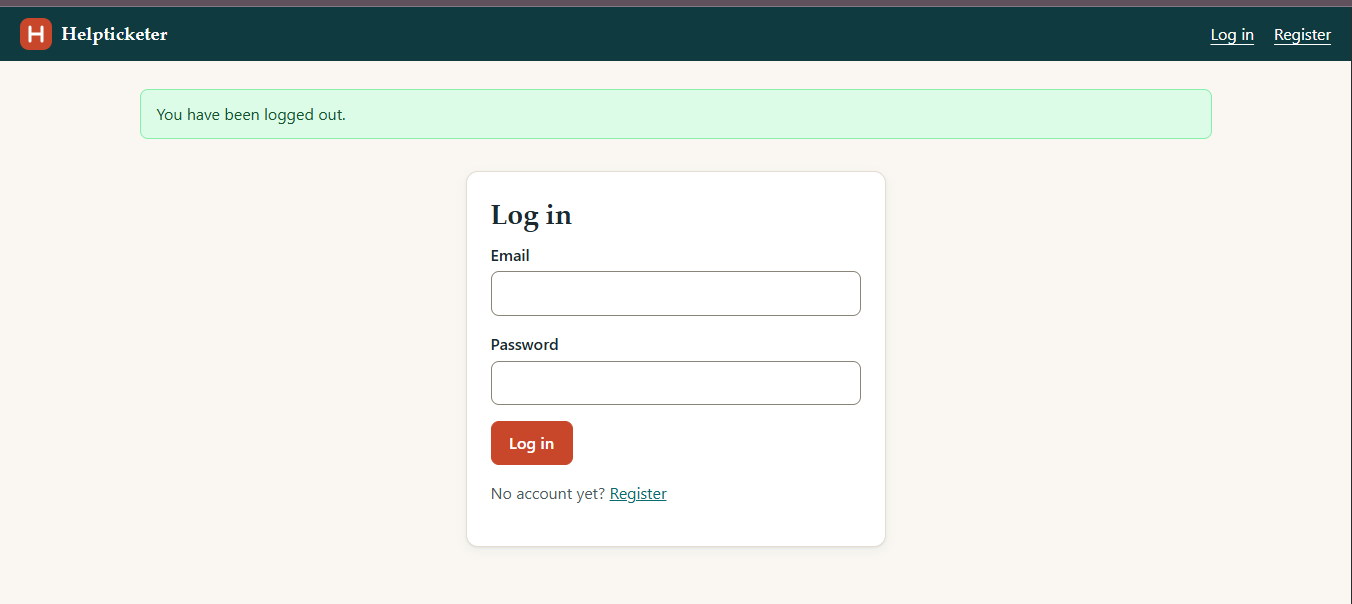 H Helpticketer Log in Register
You have been logged out.
Log in
Email
Password
Log in
No account yet? Register